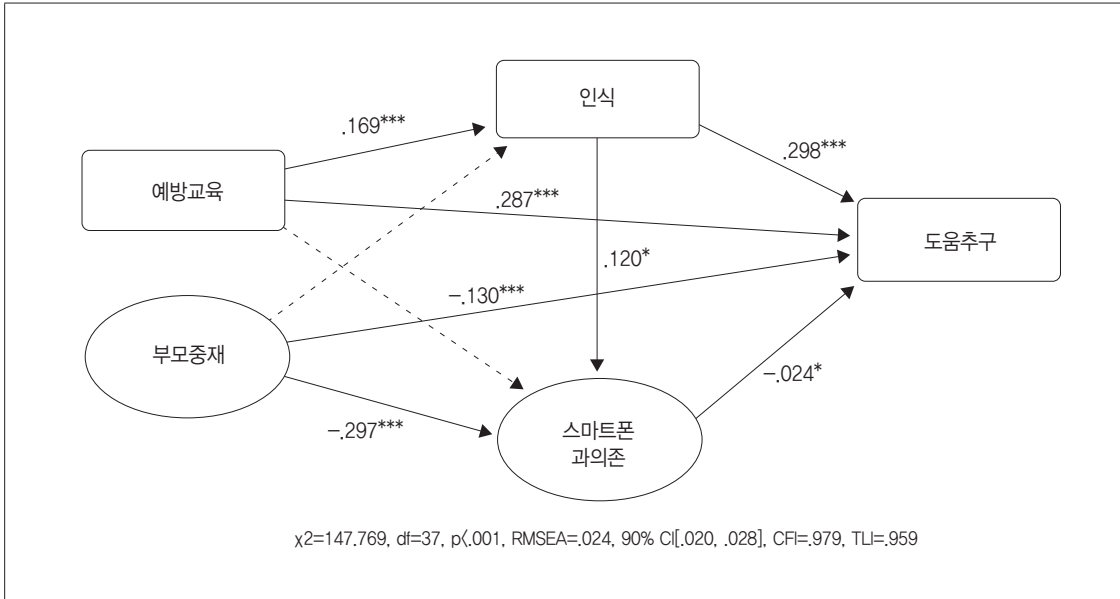 인식
.169***
.298***
예방교육
.287***
도움추구
.120*
-.130***
부모중재
-.024*
-.297***
스마트폰
과의존
χ2=147.769, df=37, p<.001, RMSEA=.024, 90% CI[.020, .028], CFI=.979, TLI=.959